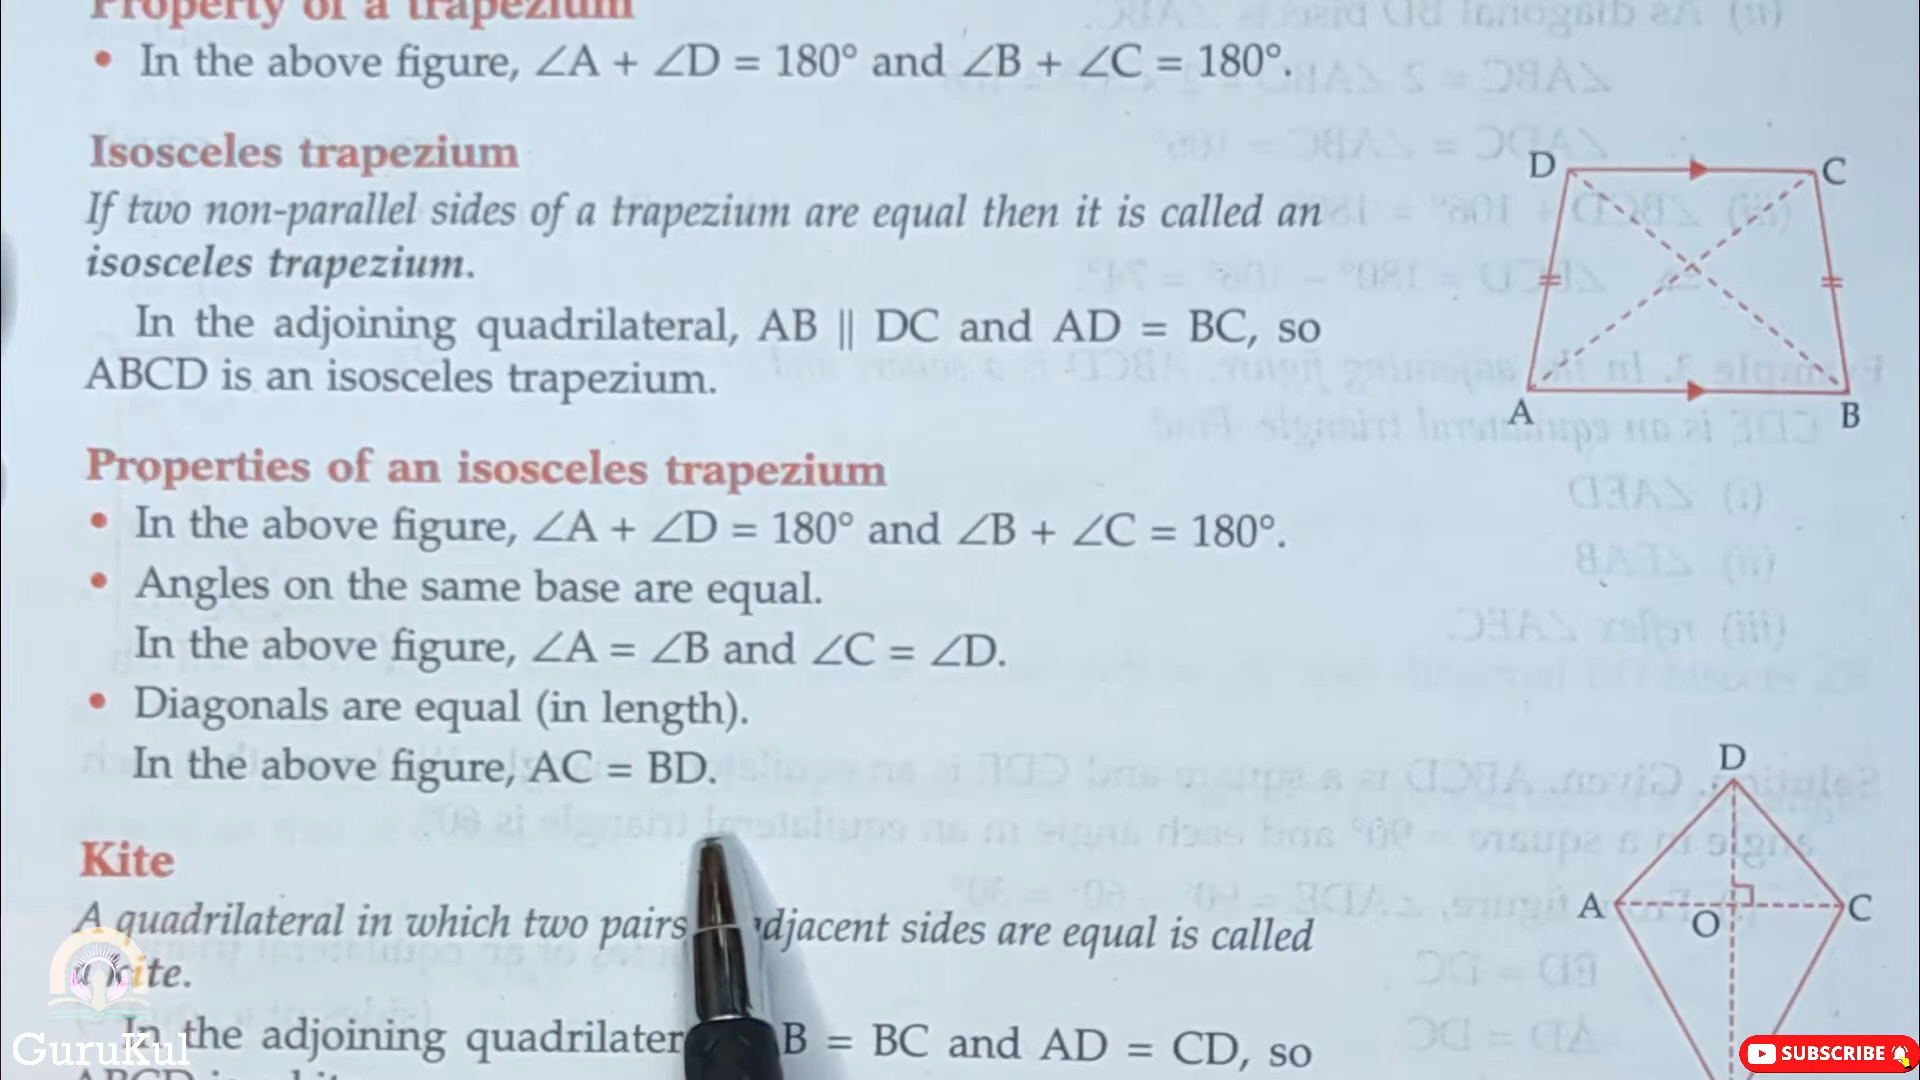 Property of a trapezium
• In the above figure, ∠A + ∠D = 180° and ∠B + ∠C = 180°.
Isosceles trapezium
If two non-parallel sides of a trapezium are equal then it is called an
isosceles trapezium.
In the adjoining quadrilateral, AB || DC and AD = BC, so
ABCD is an isosceles trapezium.
D
C
A
B
Properties of an isosceles trapezium
• In the above figure, ∠A + ∠D = 180° and ∠B + ∠C = 180°.
• Angles on the same base are equal.
In the above figure, ∠A = ∠B and ∠C = ∠D.
• Diagonals are equal (in length).
In the above figure, AC = BD.
Kite
A quadrilateral in which two pairs djacent sides are equal is called
ite.
In the adjoining quadrilater B = BC and AD = CD, so
D
A
O
C
GuruKul
SUBSCRIBE